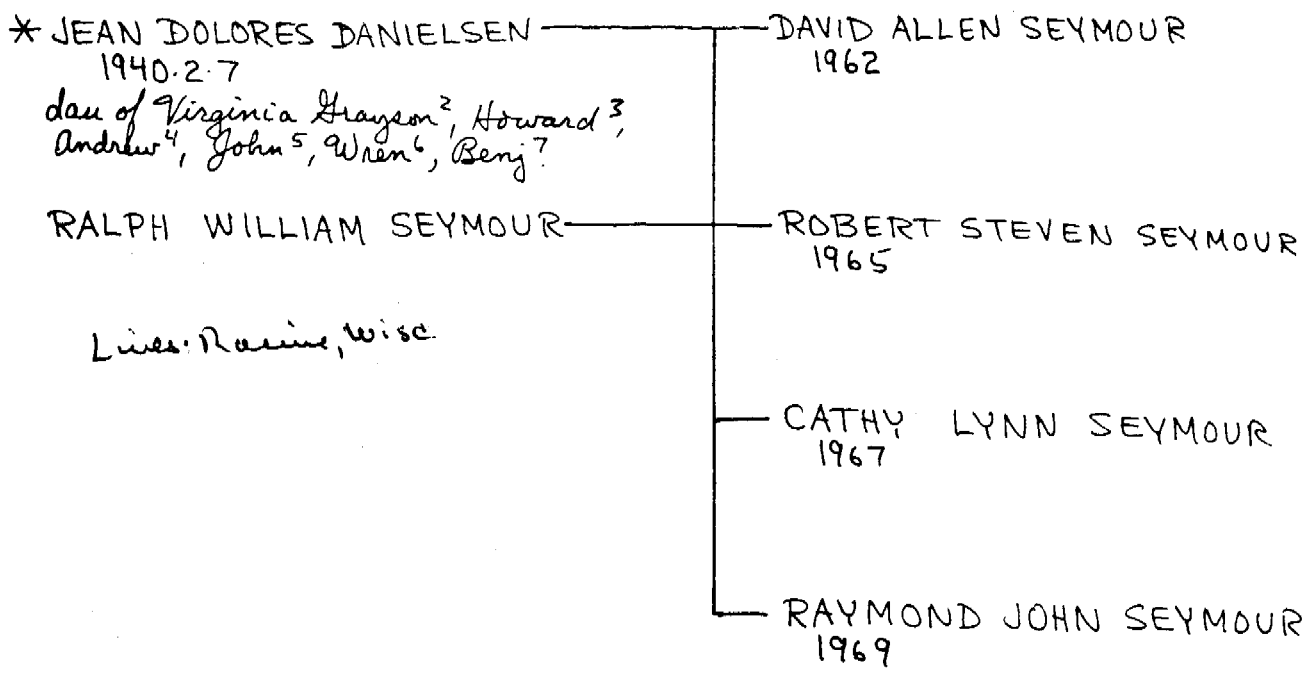 * JEAN DOLORES DANIELSEN
1940.2.7
dau of Virginia Grayson², Howard³,
Andrew⁴, John⁵, Wren⁶, Benj⁷
RALPH WILLIAM SEYMOUR
Lives: Racine, Wisc.
DAVID ALLEN SEYMOUR
1962
ROBERT STEVEN SEYMOUR
1965
CATHY LYNN SEYMOUR
1967
RAYMOND JOHN SEYMOUR
1969